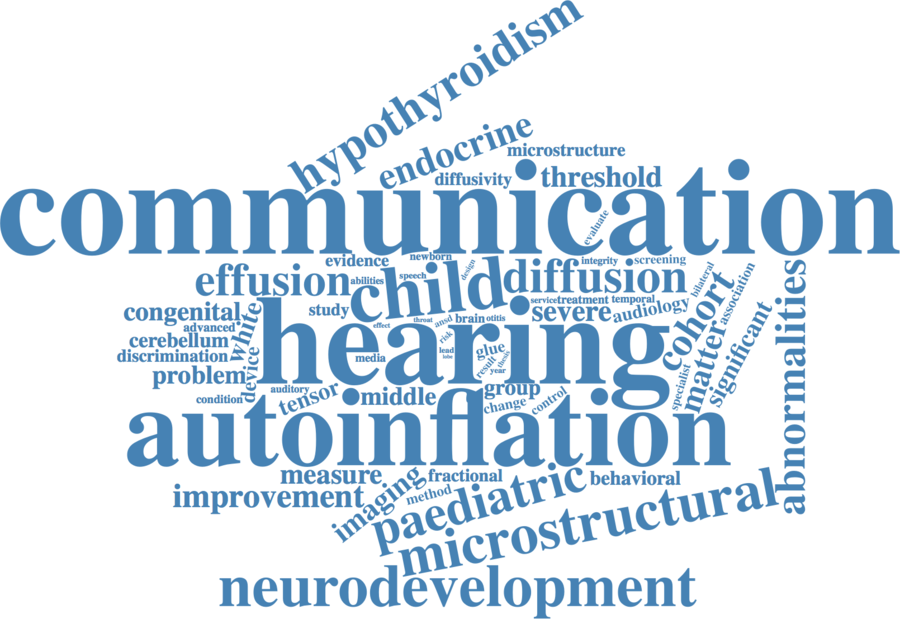 hypothyroidism
endocrine
microstructure
diffusivity
threshold
communication
evaluate
evidence
newborn
design
integrity
screening
effusion
abilities
speech
child
diffusion
bilateral
association
congenital
study
effect
throat
ansd
brain
otitis
service
treatment
temporal
severe
audiology
cohort
abnormalities
advanced
cerebellum
white
hearing
risk
discrimination
media
lead
lobe
glue
result
thesis
year
matter
significant
problem
device
specialist
condition
auditory
tensor
middle
group
change
control
autoinflation
measure
imaging
fractional
behavioral
improvement
method
paediatric
microstructural
neurodevelopment